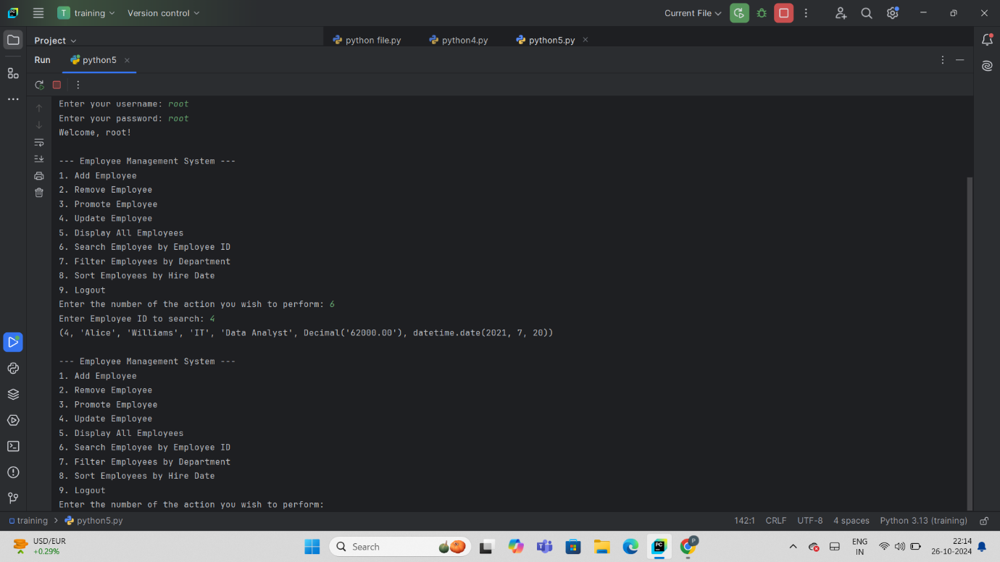 T training Version control Current File
Project python file.py python4.py python5.py
Run python5
Enter your username: root
Enter your password: root
Welcome, root!
--- Employee Management System ---
1. Add Employee
2. Remove Employee
3. Promote Employee
4. Update Employee
5. Display All Employees
6. Search Employee by Employee ID
7. Filter Employees by Department
8. Sort Employees by Hire Date
9. Logout
Enter the number of the action you wish to perform: 6
Enter Employee ID to search: 4
(4, 'Alice', 'Williams', 'IT', 'Data Analyst', Decimal('62000.00'), datetime.date(2021, 7, 20))
--- Employee Management System ---
1. Add Employee
2. Remove Employee
3. Promote Employee
4. Update Employee
5. Display All Employees
6. Search Employee by Employee ID
7. Filter Employees by Department
8. Sort Employees by Hire Date
9. Logout
Enter the number of the action you wish to perform:
training > python5.py 142:1 CRLF UTF-8 4 spaces Python 3.13 (training)
USD/EUR
+0.29%
Search
PC
P
ENG
IN
22:14
26-10-2024